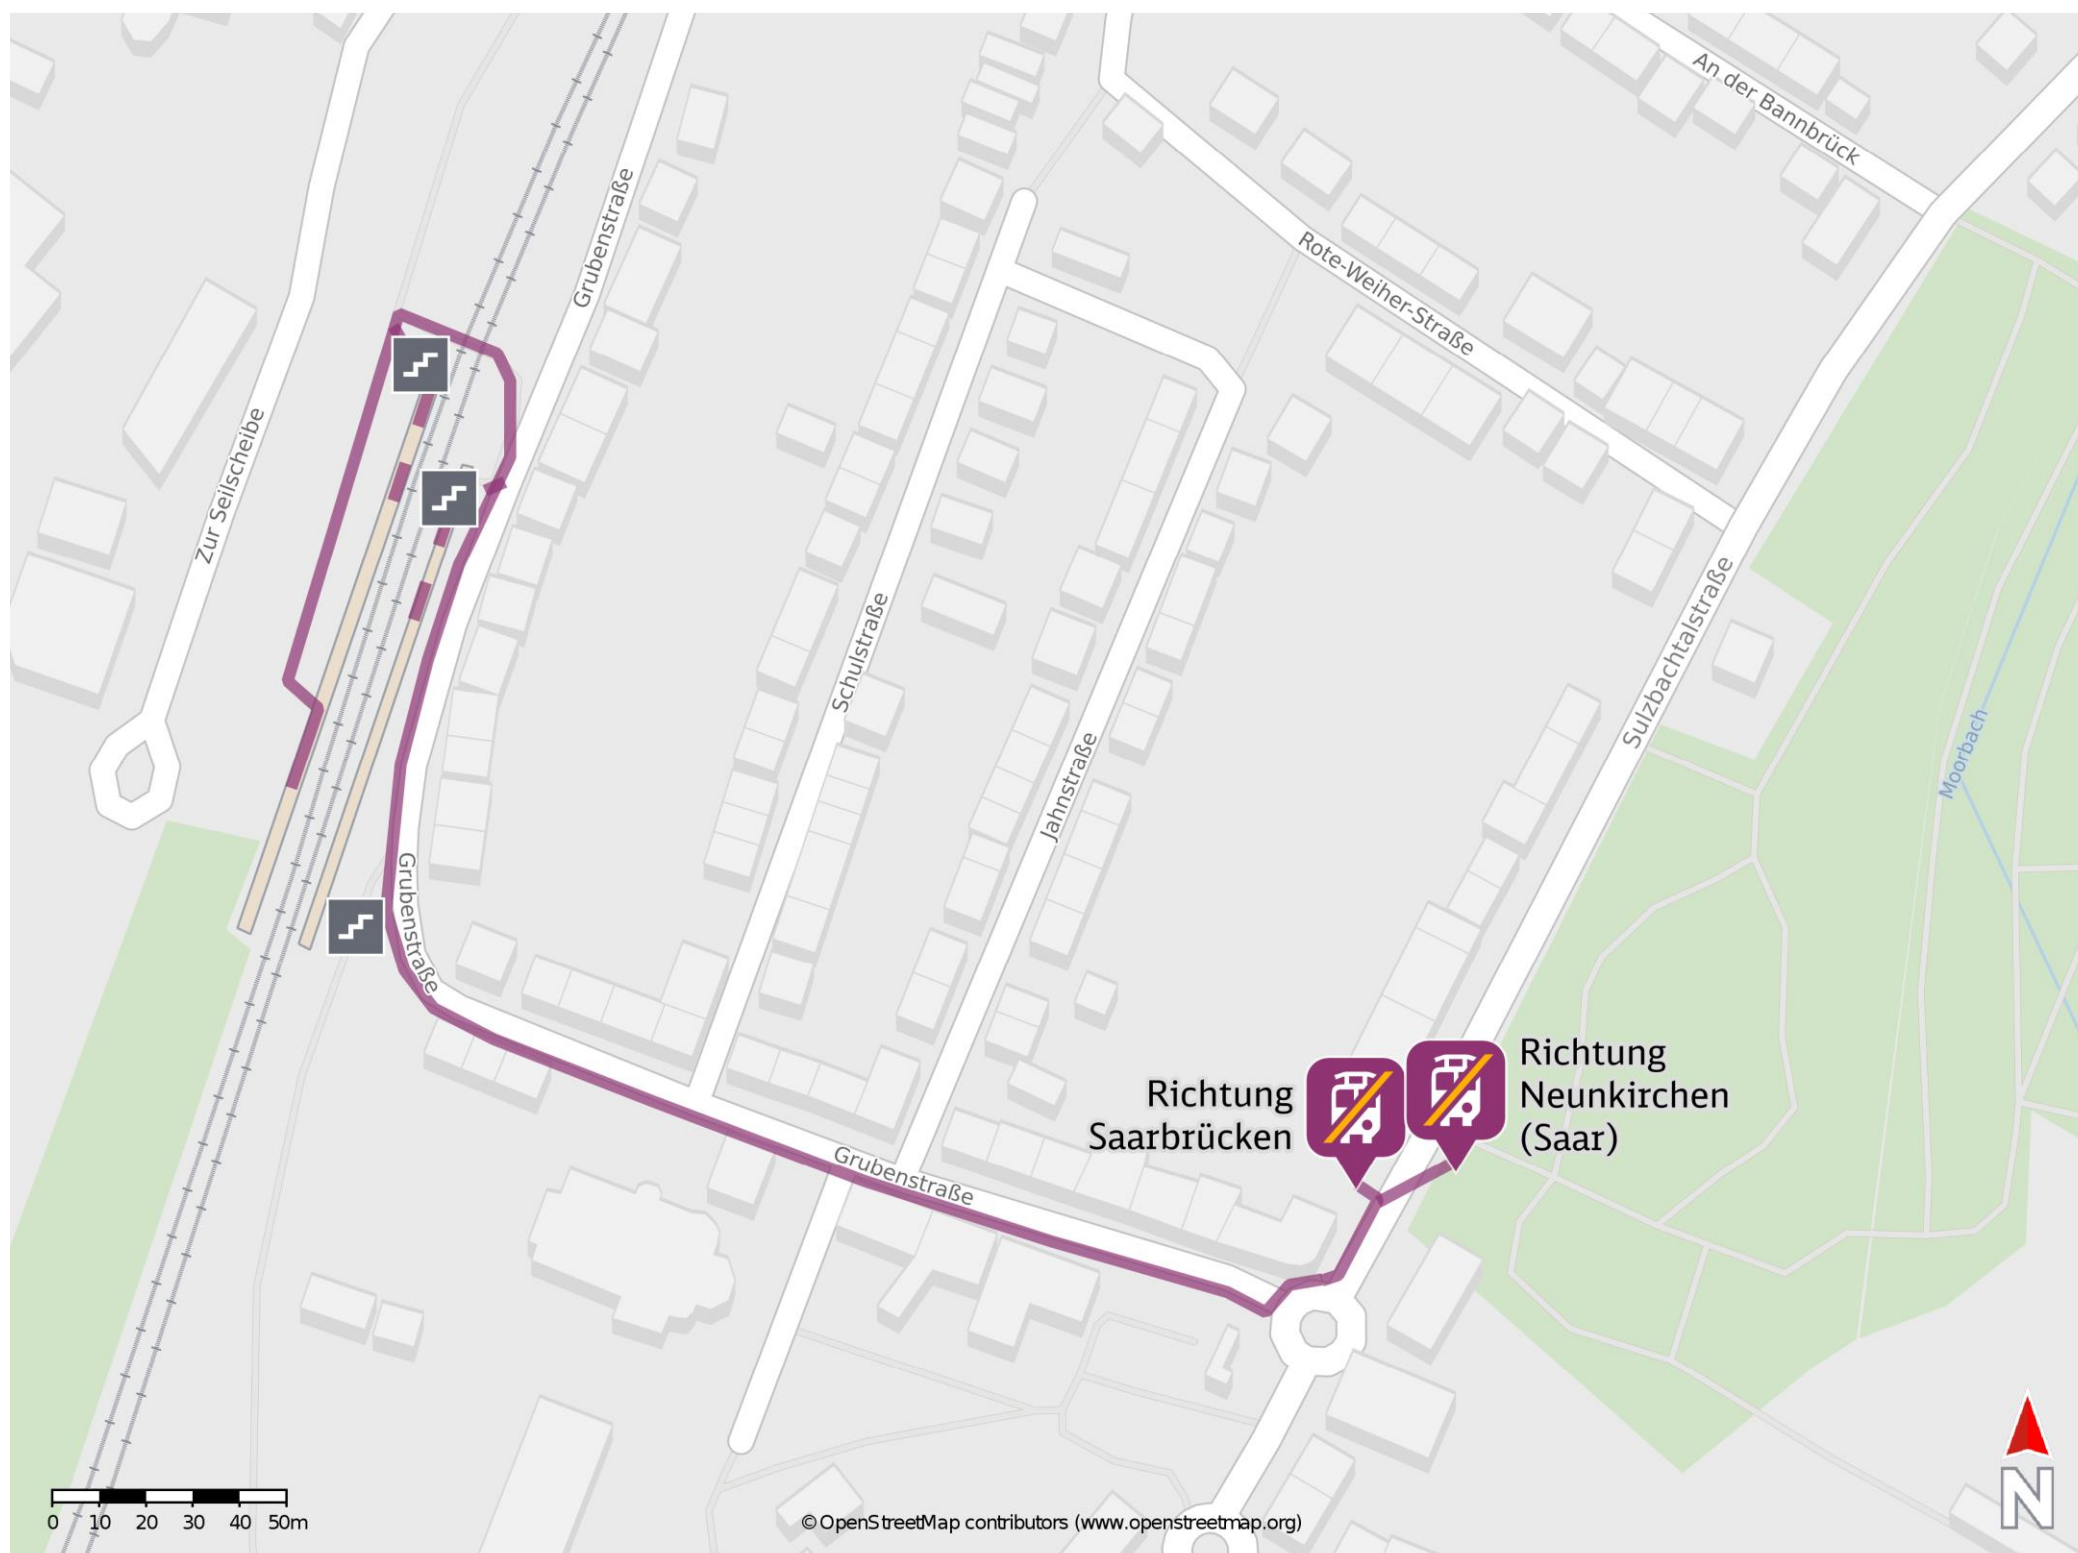 An der Bannbrück
Grubenstraße
Rote-Weiher-Straße
Zur Seilscheibe
Schulstraße
Sulzbachtalstraße
Jahnstraße
Moorbach
Grubenstraße
Richtung
Saarbrücken
Richtung
Neunkirchen
(Saar)
Grubenstraße
0 10 20 30 40 50m
© OpenStreetMap contributors (www.openstreetmap.org)
N